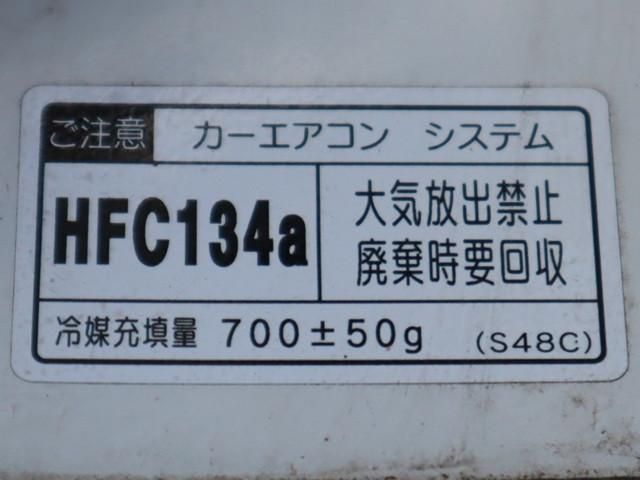 ご注意 カーエアコン システム
HFC134a
大気放出禁止
廃棄時要回収
冷媒充填量 700±50g (S48C)